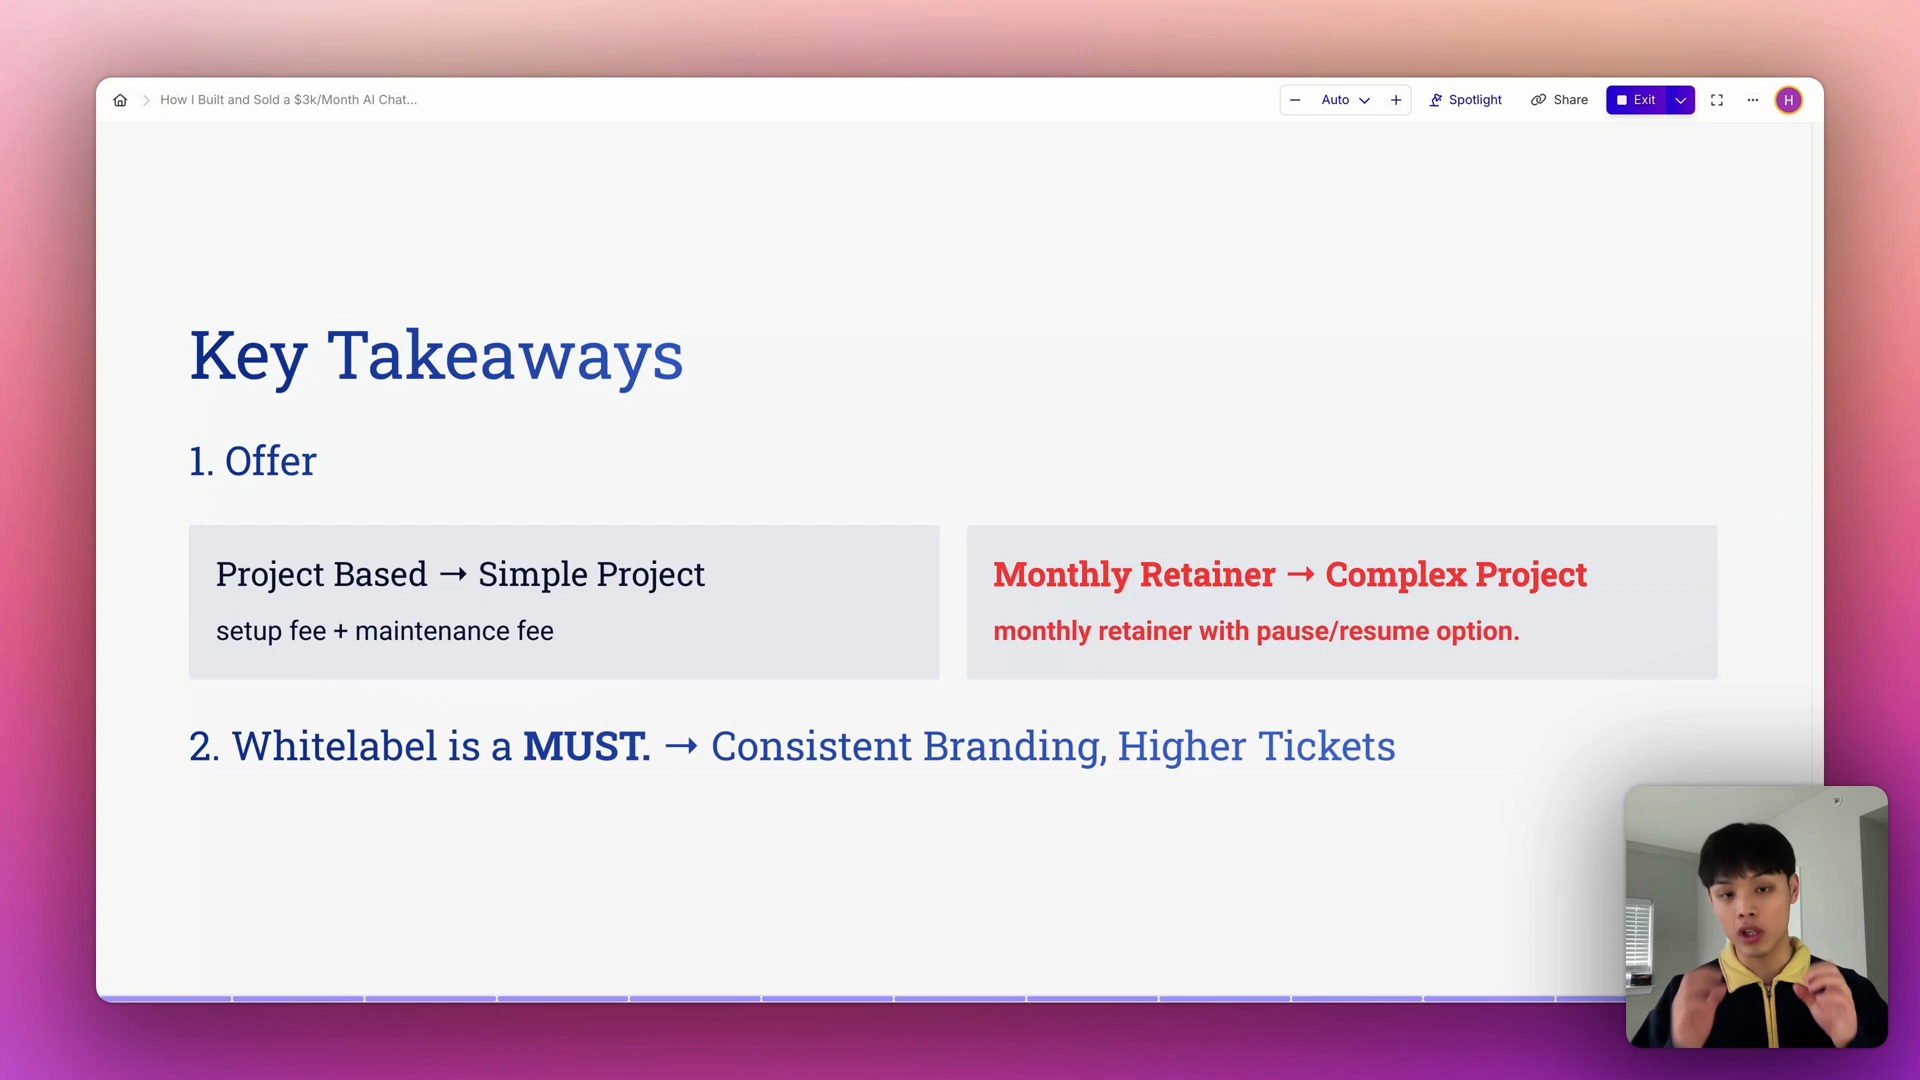 How I Built and Sold a $3k/Month AI Chat...
Auto
Spotlight
Share
Exit
H
Key Takeaways
1. Offer
Project Based → Simple Project
setup fee + maintenance fee
Monthly Retainer → Complex Project
monthly retainer with pause/resume option.
2. Whitelabel is a MUST. → Consistent Branding, Higher Tickets